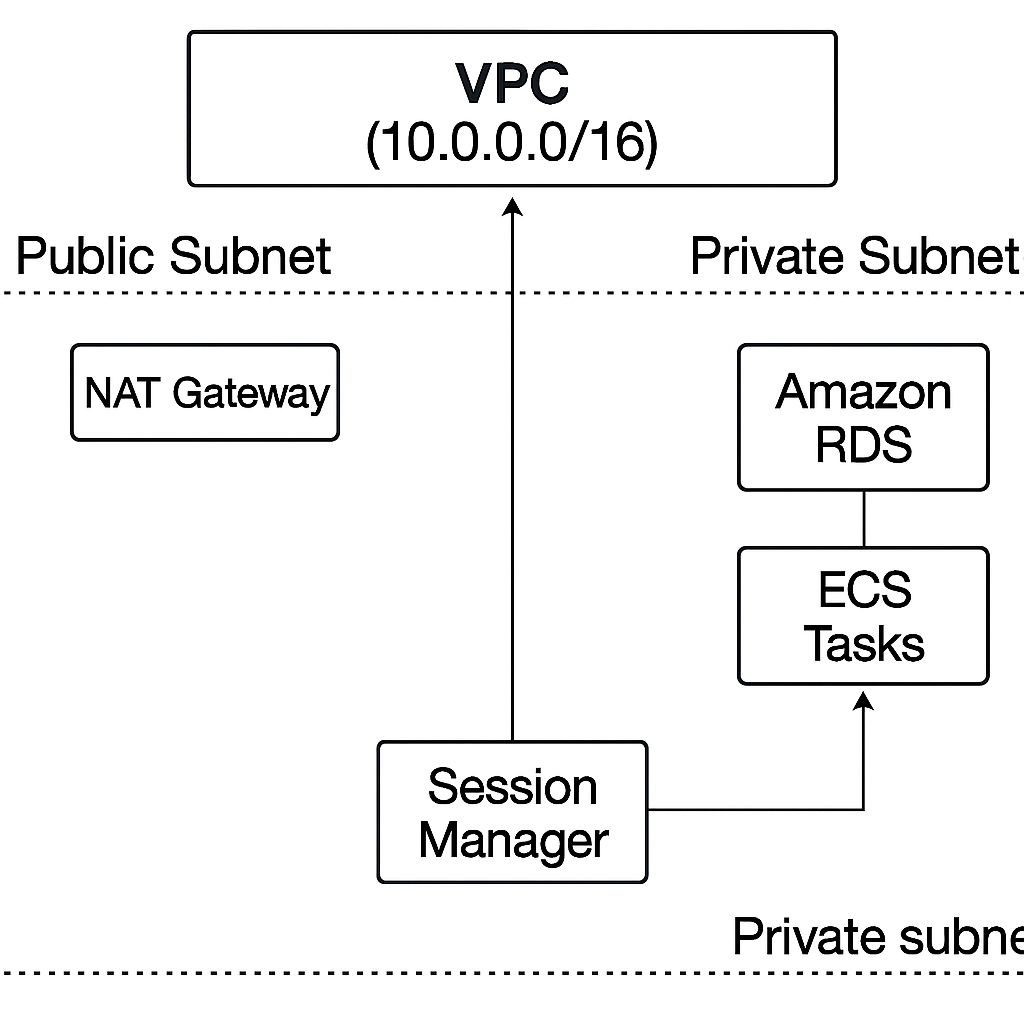 VPC
(10.0.0.0/16)
Public Subnet
Private Subnet
NAT Gateway
Amazon
RDS
ECS
Tasks
Session
Manager
Private subne